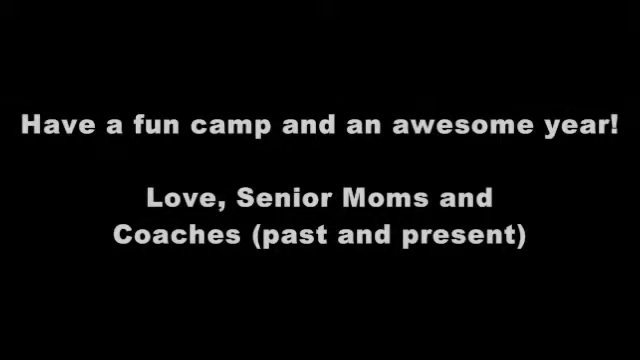 Have a fun camp and an awesome year!
Love, Senior Moms and
Coaches (past and present)